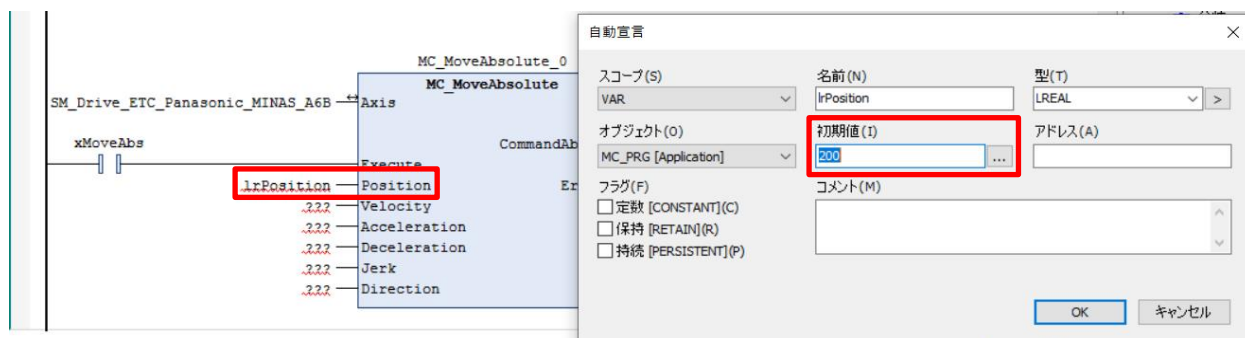 MC_MoveAbsolute_0
MC_MoveAbsolute
SM_Drive_ETC_Panasonic_MINAS_A6B
Axis
xMoveAbs
CommandAb
Execute
lrPosition
Position
Er
???
Velocity
???
Acceleration
???
Deceleration
???
Jerk
???
Direction
自動宣言
スコープ(S)
名前(N)
型(T)
VAR
lrPosition
LREAL
>
オブジェクト(O)
初期値(I)
アドレス(A)
MC_PRG [Application]
200
...
フラグ(F)
コメント(M)
定数 [CONSTANT](C)
保持 [RETAIN](R)
持続 [PERSISTENT](P)
OK
キャンセル